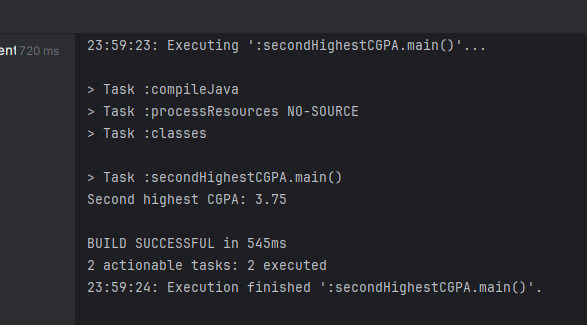 23:59:23: Executing ':secondHighestCGPA.main()'...
ent 720 ms
> Task :compileJava
> Task :processResources NO-SOURCE
> Task :classes
> Task :secondHighestCGPA.main()
Second highest CGPA: 3.75
BUILD SUCCESSFUL in 545ms
2 actionable tasks: 2 executed
23:59:24: Execution finished ':secondHighestCGPA.main()'.